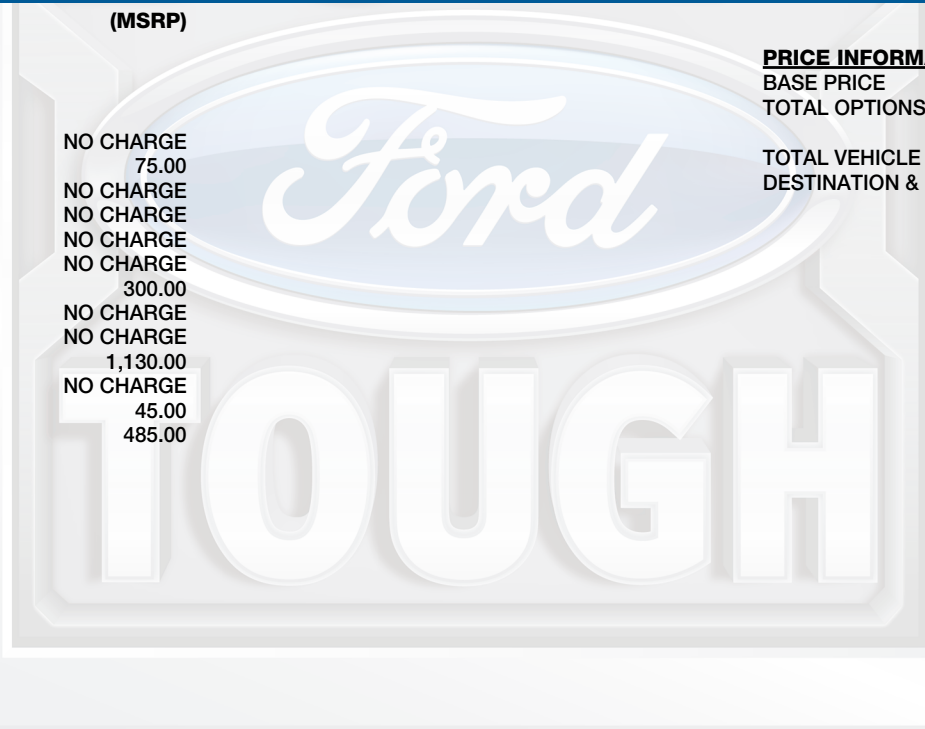 (MSRP)
NO CHARGE
75.00
NO CHARGE
NO CHARGE
NO CHARGE
NO CHARGE
300.00
NO CHARGE
NO CHARGE
1,130.00
NO CHARGE
45.00
485.00
PRICE INFORMA
BASE PRICE
TOTAL OPTIONS
TOTAL VEHICLE
DESTINATION &
Ford
TOUGH